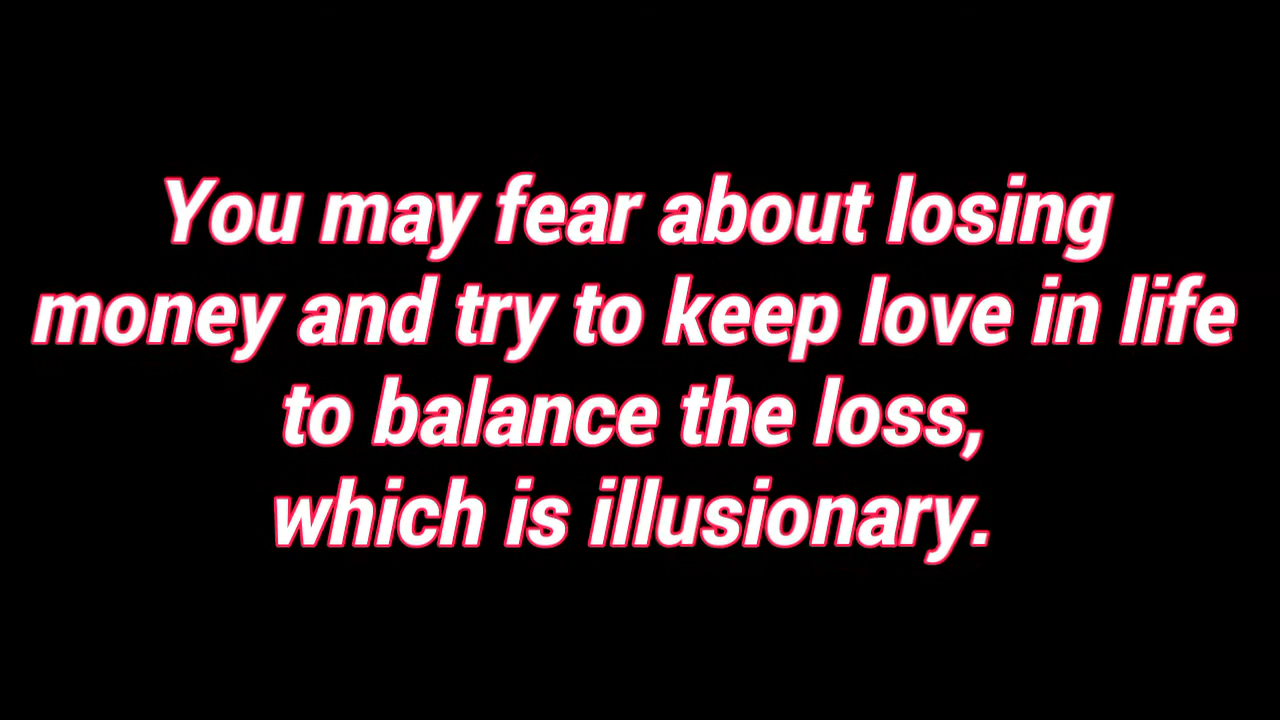 You may fear about losing
money and try to keep love in life
to balance the loss,
which is illusionary.